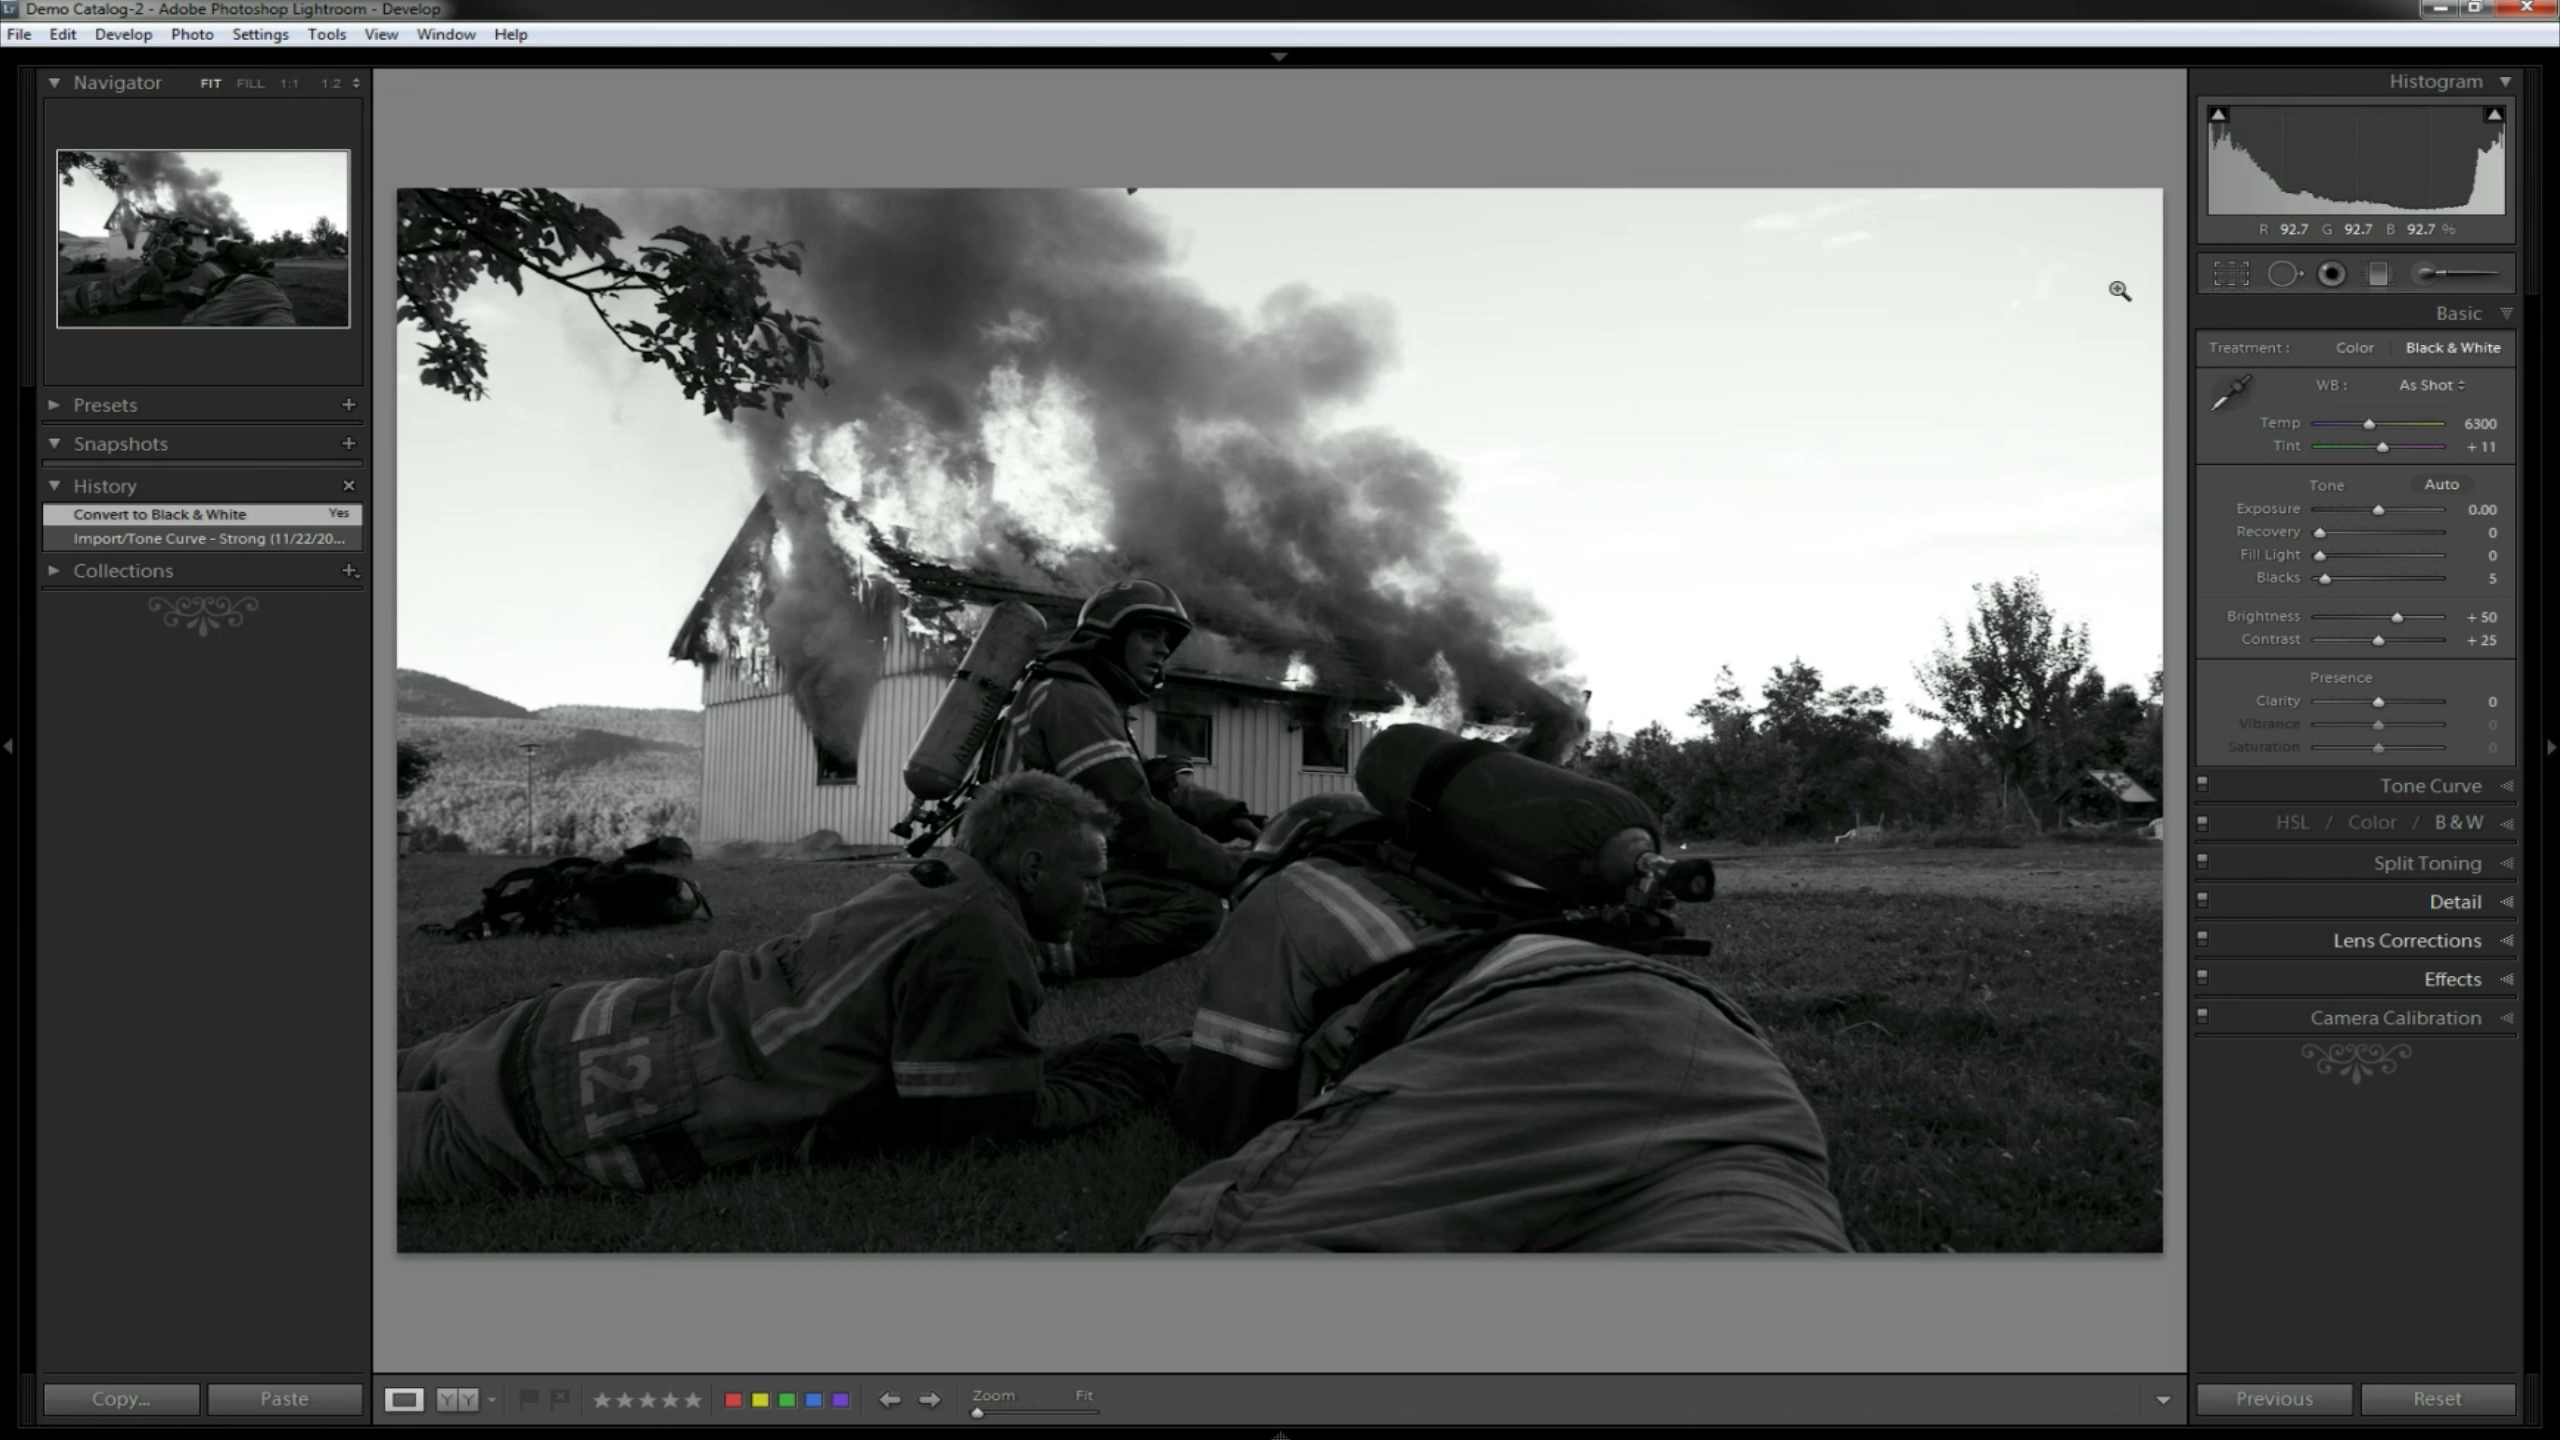 Demo Catalog-2 - Adobe Photoshop Lightroom - Develop
File Edit Develop Photo Settings Tools View Window Help
Navigator FIT FILL 1:1 1:2
Presets
Snapshots
History
Convert to Black & White Yes
Import/Tone Curve - Strong (11/22/20...
Collections
121
Histogram
R 92.7 G 92.7 B 92.7 %
Basic
Treatment : Color Black & White
WB : As Shot
Temp 6300
Tint + 11
Tone Auto
Exposure 0.00
Recovery 0
Fill Light 0
Blacks 5
Brightness + 50
Contrast + 25
Presence
Clarity 0
Vibrance 0
Saturation 0
Tone Curve
HSL / Color / B & W
Split Toning
Detail
Lens Corrections
Effects
Camera Calibration
Copy... Paste
Y Y
Zoom Fit
Previous Reset